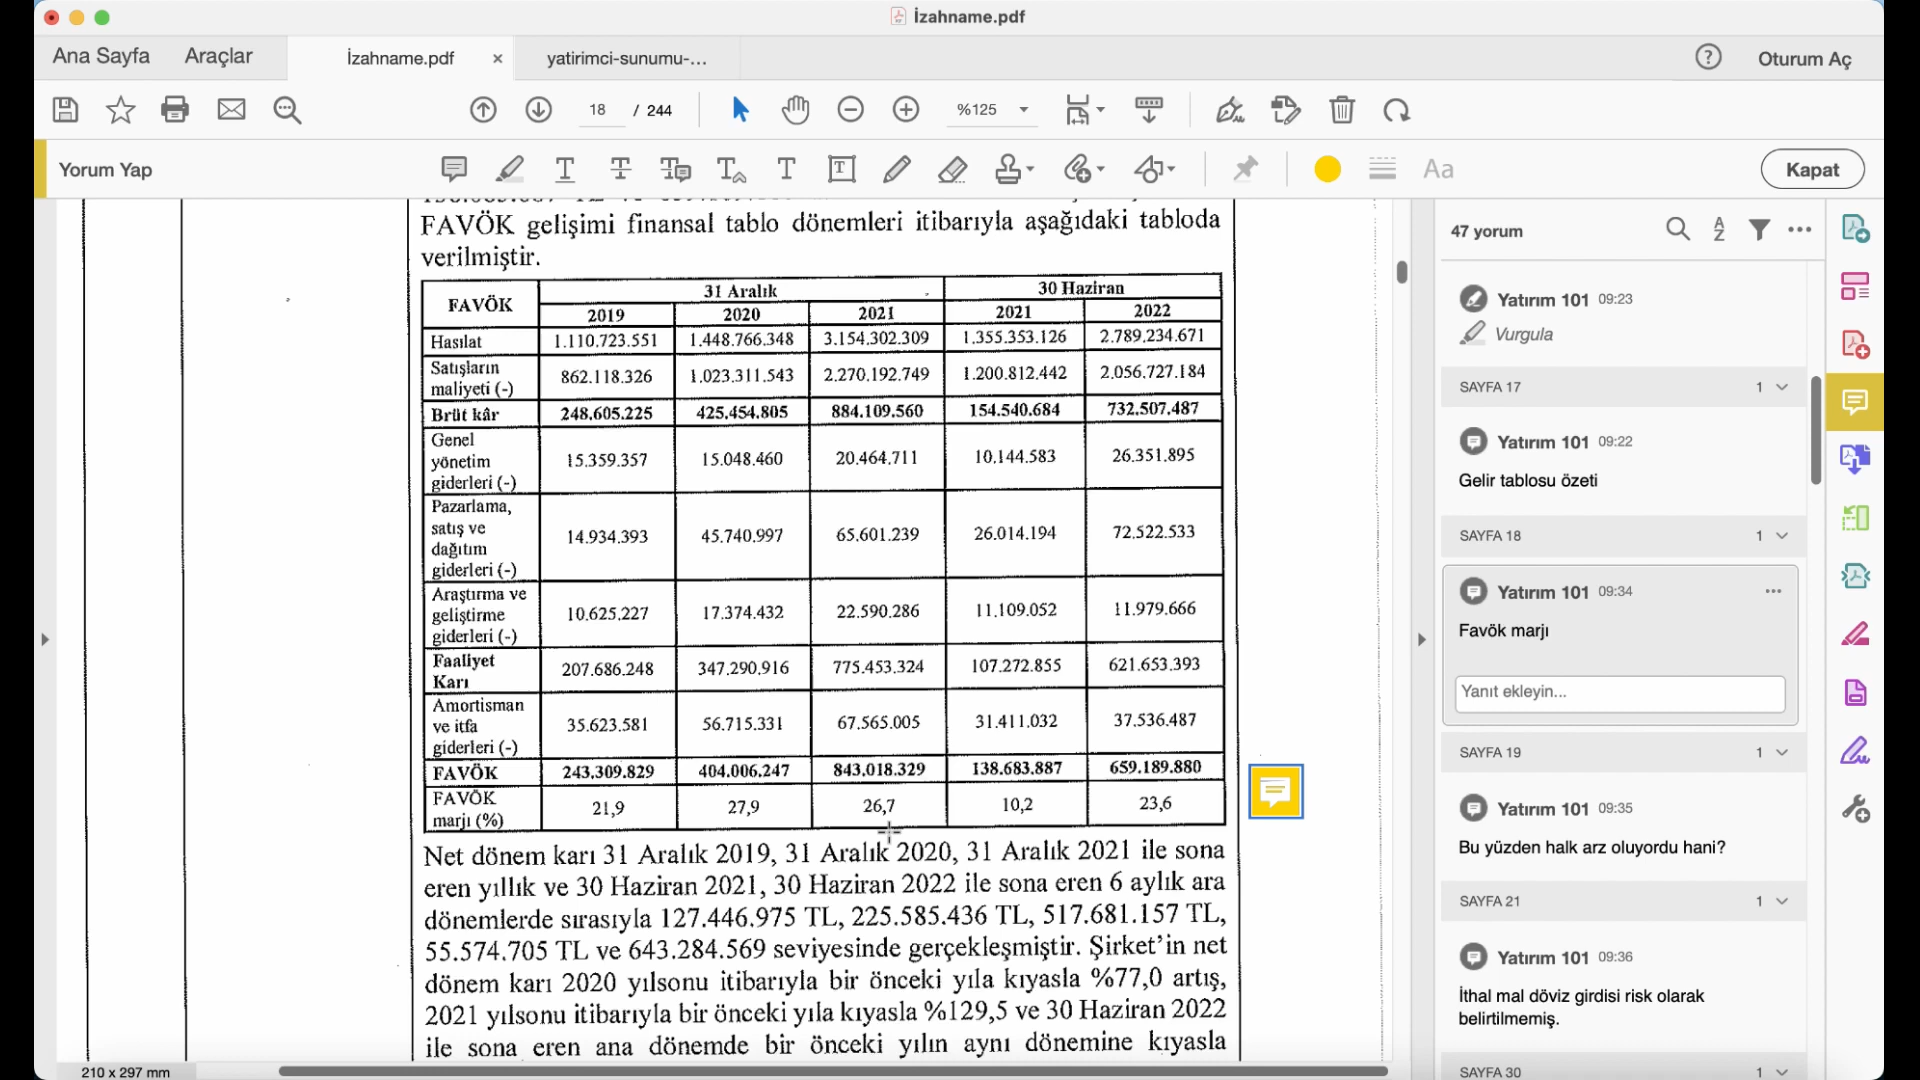 İzahname.pdf
Ana Sayfa Araçlar İzahname.pdf × yatirimci-sunumu-... ? Oturum Aç
18 / 244 %125
Yorum Yap Aa Kapat
FAVÖK gelişimi finansal tablo dönemleri itibarıyla aşağıdaki tabloda
verilmiştir.
FAVÖK 31 Aralık 30 Haziran
2019 2020 2021 2021 2022
Hasılat 1.110.723.551 1.448.766.348 3.154.302.309 1.355.353.126 2.789.234.671
Satışların
maliyeti (-) 862.118.326 1.023.311.543 2.270.192.749 1.200.812.442 2.056.727.184
Brüt kâr 248.605.225 425.454.805 884.109.560 154.540.684 732.507.487
Genel
yönetim 15.359.357 15.048.460 20.464.711 10.144.583 26.351.895
giderleri (-)
Pazarlama,
satış ve 14.934.393 45.740.997 65.601.239 26.014.194 72.522.533
dağıtım
giderleri (-)
Araştırma ve
geliştirme 10.625.227 17.374.432 22.590.286 11.109.052 11.979.666
giderleri (-)
Faaliyet
Karı 207.686.248 347.290.916 775.453.324 107.272.855 621.653.393
Amortisman
ve itfa 35.623.581 56.715.331 67.565.005 31.411.032 37.536.487
giderleri (-)
FAVÖK 243.309.829 404.006.247 843.018.329 138.683.887 659.189.880
FAVÖK
marjı (%) 21,9 27,9 26,7 10,2 23,6
Net dönem karı 31 Aralık 2019, 31 Aralık 2020, 31 Aralık 2021 ile sona
eren yıllık ve 30 Haziran 2021, 30 Haziran 2022 ile sona eren 6 aylık ara
dönemlerde sırasıyla 127.446.975 TL, 225.585.436 TL, 517.681.157 TL,
55.574.705 TL ve 643.284.569 seviyesinde gerçekleşmiştir. Şirket'in net
dönem karı 2020 yılsonu itibarıyla bir önceki yıla kıyasla %77,0 artış,
2021 yılsonu itibarıyla bir önceki yıla kıyasla %129,5 ve 30 Haziran 2022
ile sona eren ana dönemde bir önceki yılın aynı dönemine kıyasla
210 x 297 mm
47 yorum
Yatırım 101 09:23
Vurgula
SAYFA 17 1
Yatırım 101 09:22
Gelir tablosu özeti
SAYFA 18 1
Yatırım 101 09:34
Favök marjı
Yanıt ekleyin...
SAYFA 19 1
Yatırım 101 09:35
Bu yüzden halk arz oluyordu hani?
SAYFA 21 1
Yatırım 101 09:36
İthal mal döviz girdisi risk olarak
belirtilmemiş.
SAYFA 30 1